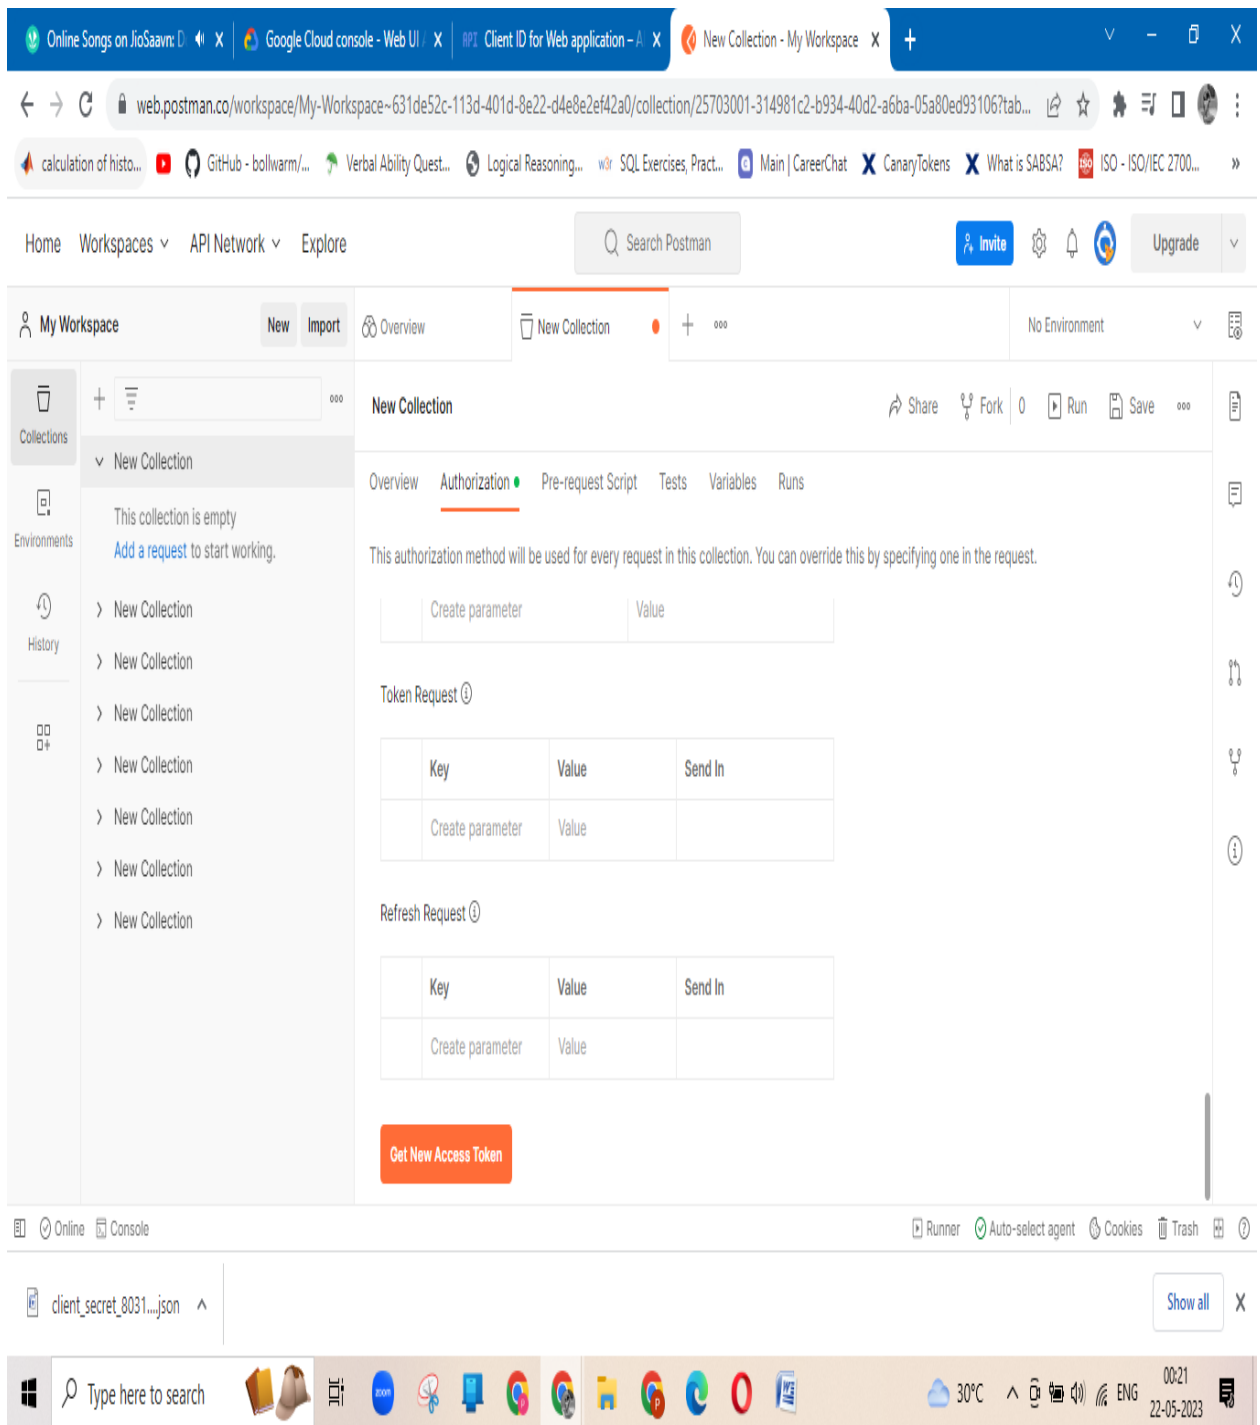 Online Songs on JioSaavn: D
Google Cloud console - Web UI A
API Client ID for Web application – A
New Collection - My Workspace
web.postman.co/workspace/My-Workspace~631de52c-113d-401d-8e22-d4e8e2ef42a0/collection/25703001-314981c2-b934-40d2-a6ba-05a80ed93106?tab...
calculation of histo...
GitHub - bollwarm/...
Verbal Ability Quest...
Logical Reasoning...
w3r SQL Exercises, Pract...
Main | CareerChat
CanaryTokens
What is SABSA?
ISO ISO - ISO/IEC 2700...
»
Home Workspaces API Network Explore
Search Postman
Invite
Upgrade
My Workspace New Import
Overview
New Collection
No Environment
Collections
New Collection
Share Fork 0 Run Save
New Collection
Overview Authorization Pre-request Script Tests Variables Runs
This collection is empty
Add a request to start working.
Environments
This authorization method will be used for every request in this collection. You can override this by specifying one in the request.
New Collection
Create parameter Value
History
New Collection
Token Request
New Collection
New Collection
Key Value Send In
New Collection
Create parameter Value
New Collection
New Collection
Refresh Request
Key Value Send In
Create parameter Value
Get New Access Token
Online Console
Runner Auto-select agent Cookies Trash
client_secret_8031....json
Show all
Type here to search
zoom
30°C
ENG
00:21
22-05-2023